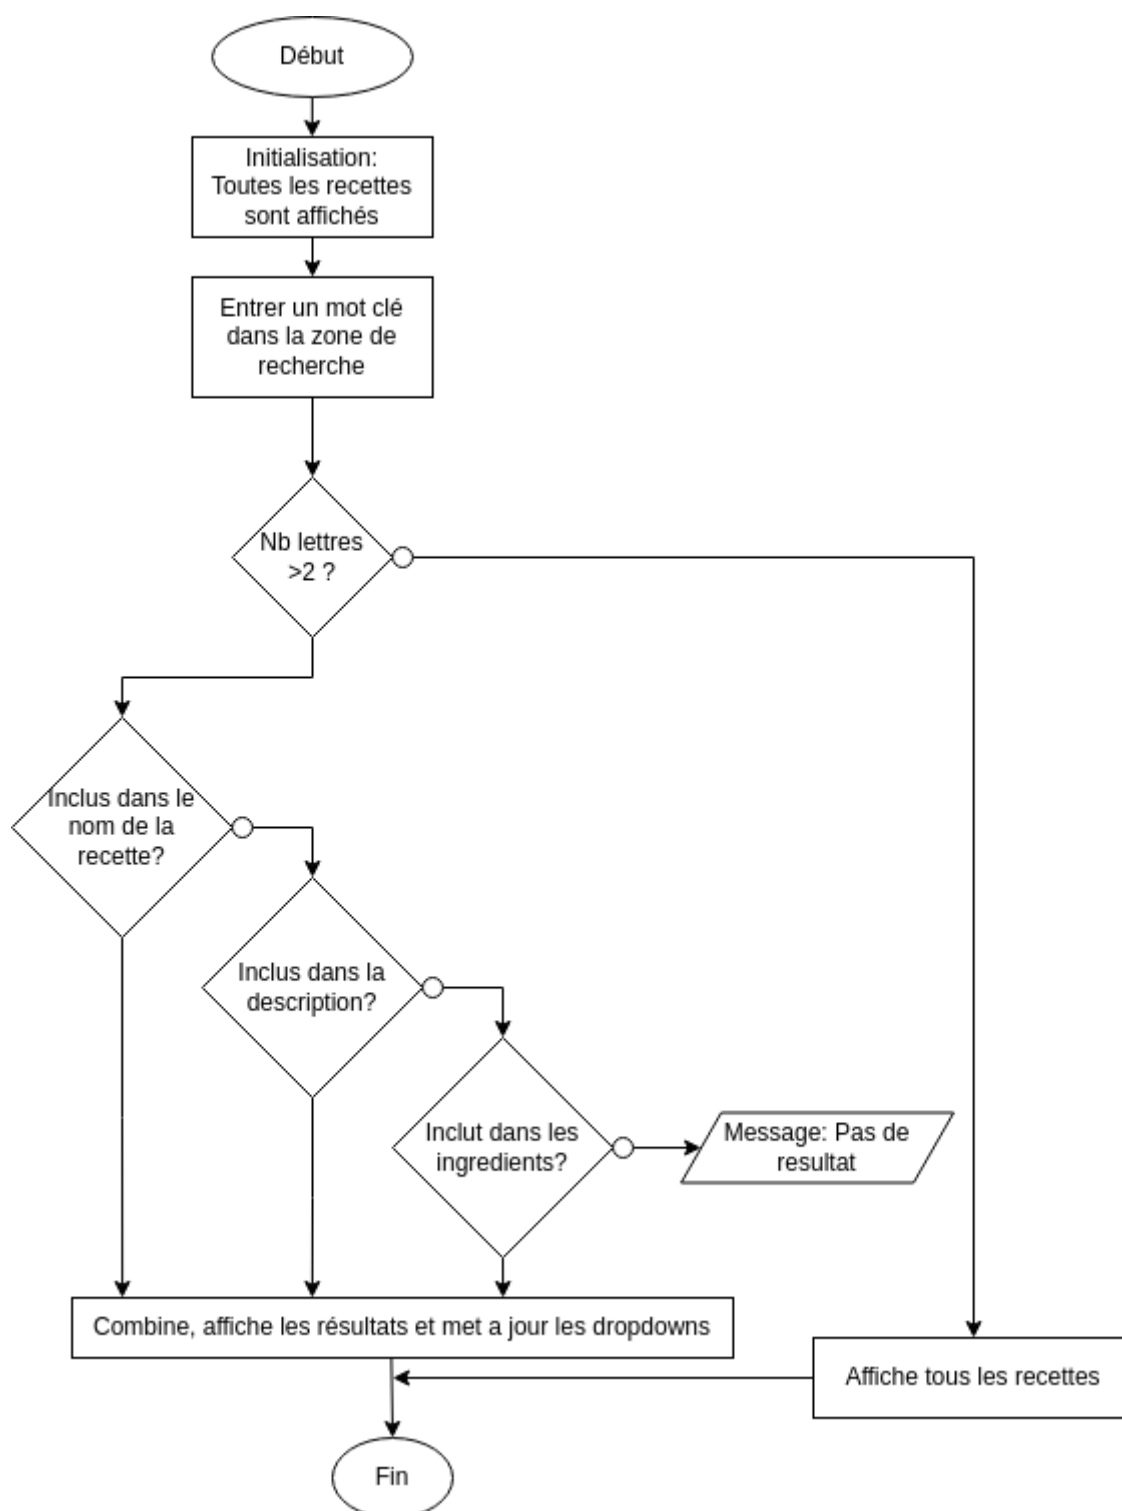 Début
Initialisation:
Toutes les recettes
sont affichés
Entrer un mot clé
dans la zone de
recherche
Nb lettres
>2 ?
Inclus dans le
nom de la
recette?
Inclus dans la
description?
Inclut dans les
ingredients?
Message: Pas de
resultat
Combine, affiche les résultats et met a jour les dropdowns
Affiche tous les recettes
Fin